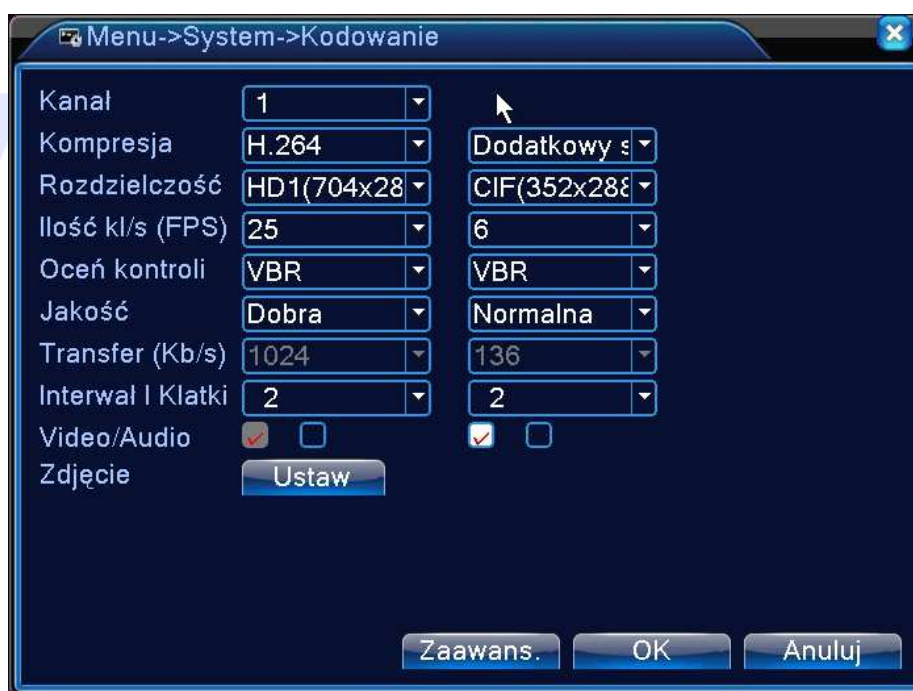 Menu->System->Kodowanie
Kanał 1
Kompresja H.264 Dodatkowy s
Rozdzielczość HD1(704x28 CIF(352x288
Ilość kl/s (FPS) 25 6
Oceń kontroli VBR VBR
Jakość Dobra Normalna
Transfer (Kb/s) 1024 136
Interwał I Klatki 2 2
Video/Audio
Zdjęcie Ustaw
Zaawans. OK Anuluj